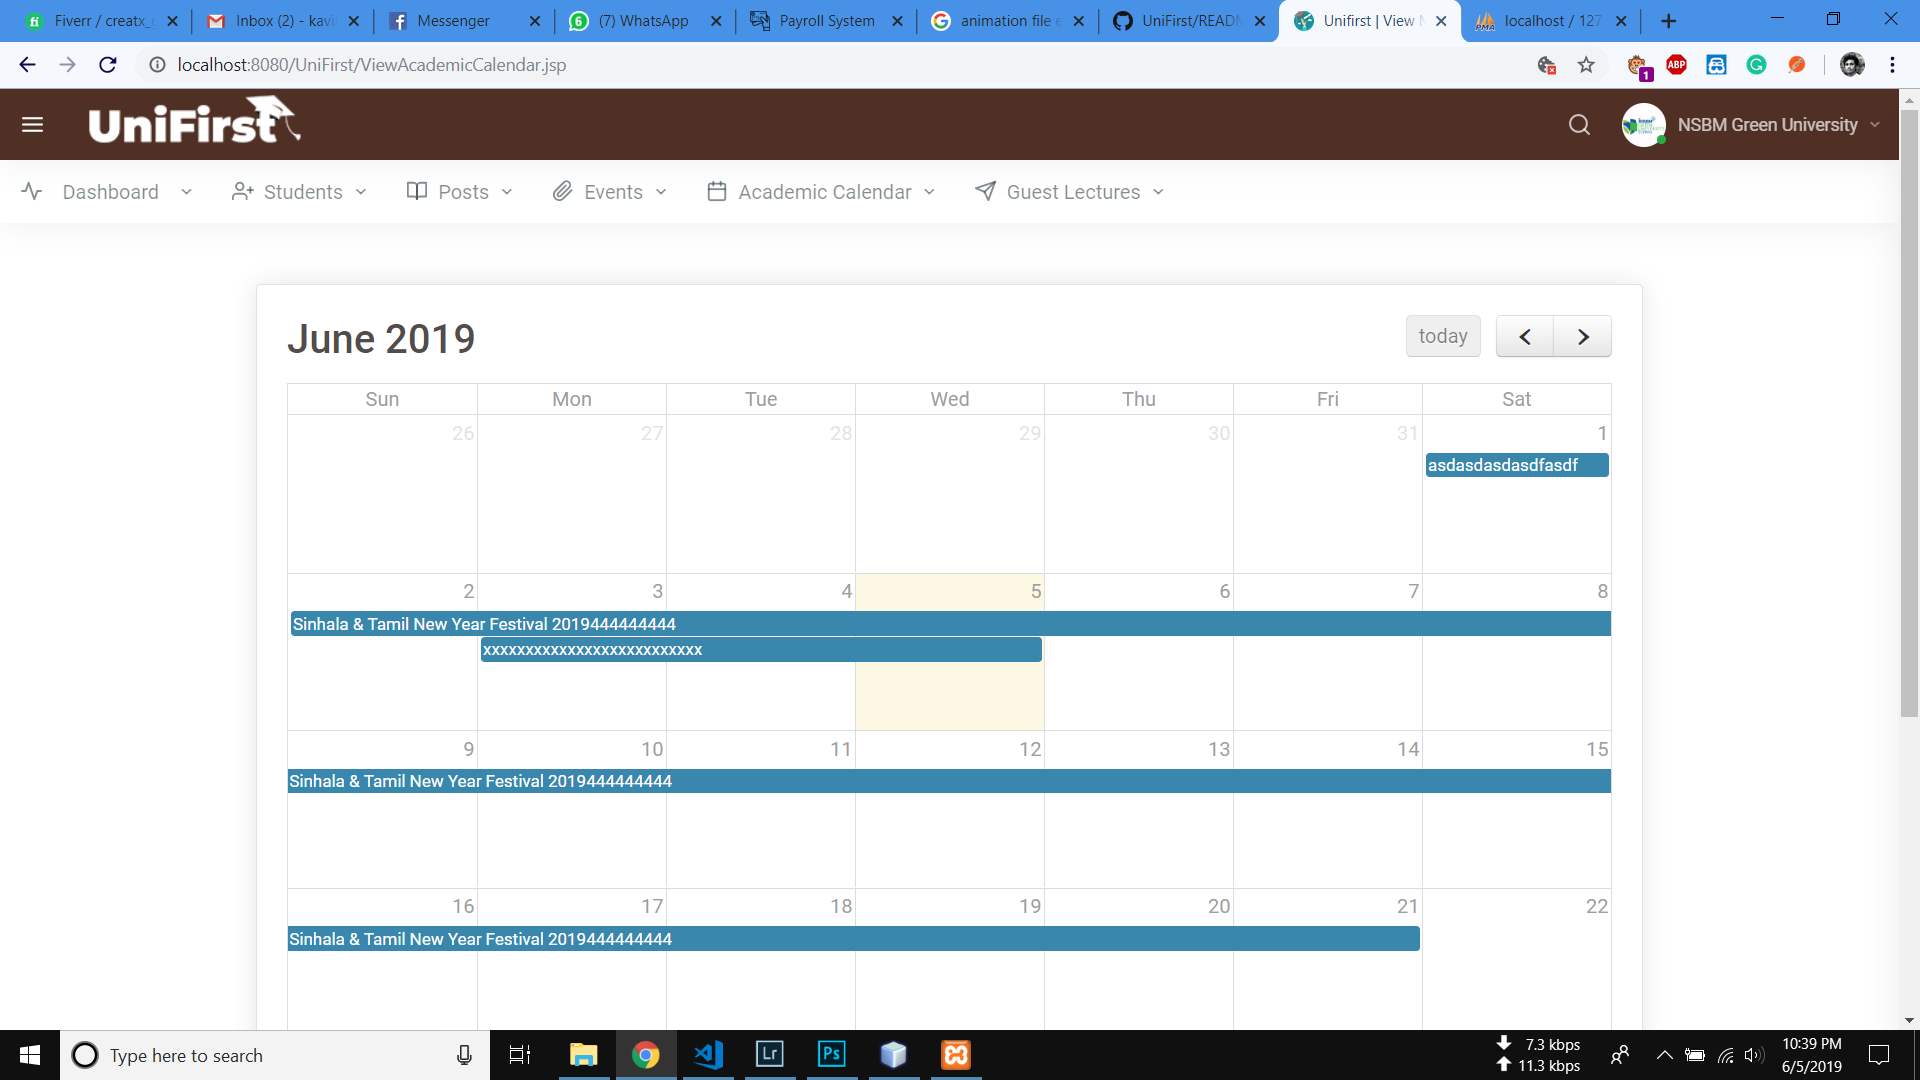 Fiverr / creatx_
Inbox (2) - kavi
Messenger
(7) WhatsApp
Payroll System
animation file e
UniFirst/READM
Unifirst | View M
localhost / 127
localhost:8080/UniFirst/ViewAcademicCalendar.jsp
ABP
1
UniFirst
NSBM Green University
Dashboard
Students
Posts
Events
Academic Calendar
Guest Lectures
June 2019
today
Sun Mon Tue Wed Thu Fri Sat
26 27 28 29 30 31 1
asdasdasdasdfasdf
2 3 4 5 6 7 8
Sinhala & Tamil New Year Festival 2019444444444
xxxxxxxxxxxxxxxxxxxxxxxxxx
9 10 11 12 13 14 15
Sinhala & Tamil New Year Festival 2019444444444
16 17 18 19 20 21 22
Sinhala & Tamil New Year Festival 2019444444444
Type here to search
Lr
Ps
7.3 kbps
11.3 kbps
10:39 PM
6/5/2019